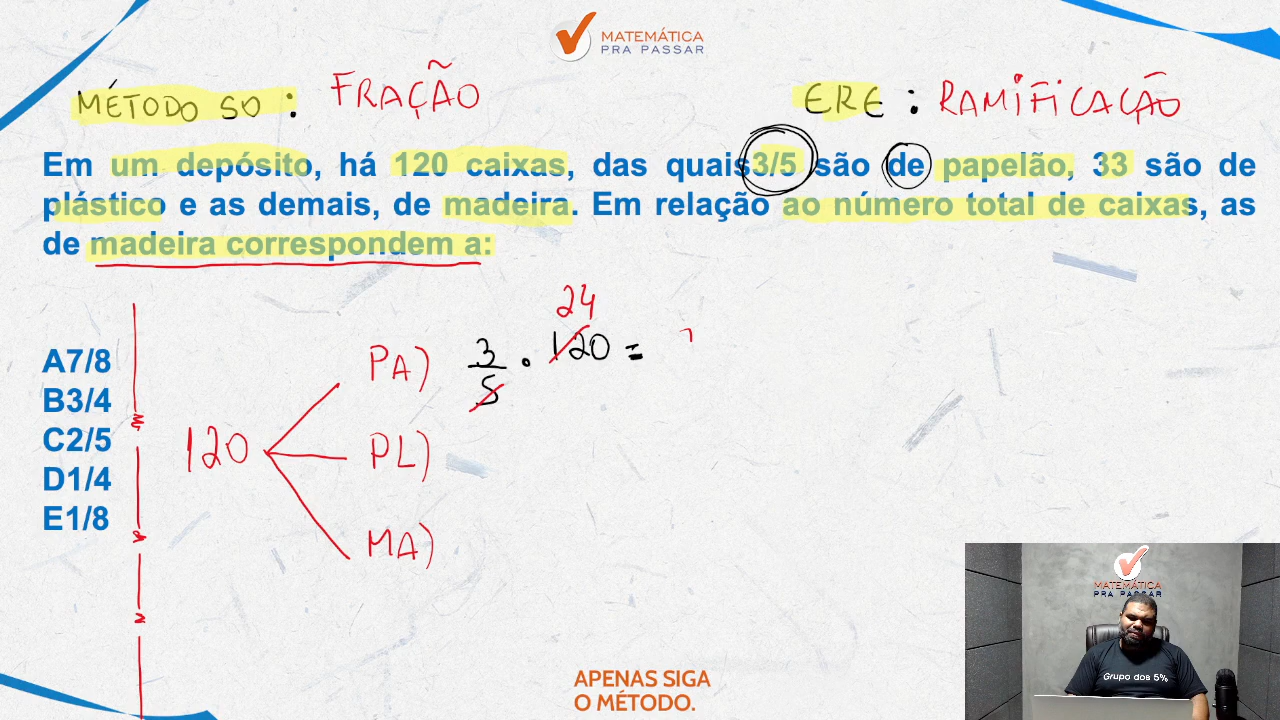 MATEMÁTICA
PRA PASSAR
MÉTODO SO : FRAÇÃO
ERE : RAMIFICAÇÃO
Em um depósito, há 120 caixas, das quais 3/5 são de papelão, 33 são de
plástico e as demais, de madeira. Em relação ao número total de caixas, as
de madeira correspondem a:
A7/8
B3/4
C2/5
D1/4
E1/8
120
PA) 3/5 . 120 =
24
PL)
MA)
MATEMÁTICA
PRA PASSAR
Grupo dos 5%
APENAS SIGA
O MÉTODO.